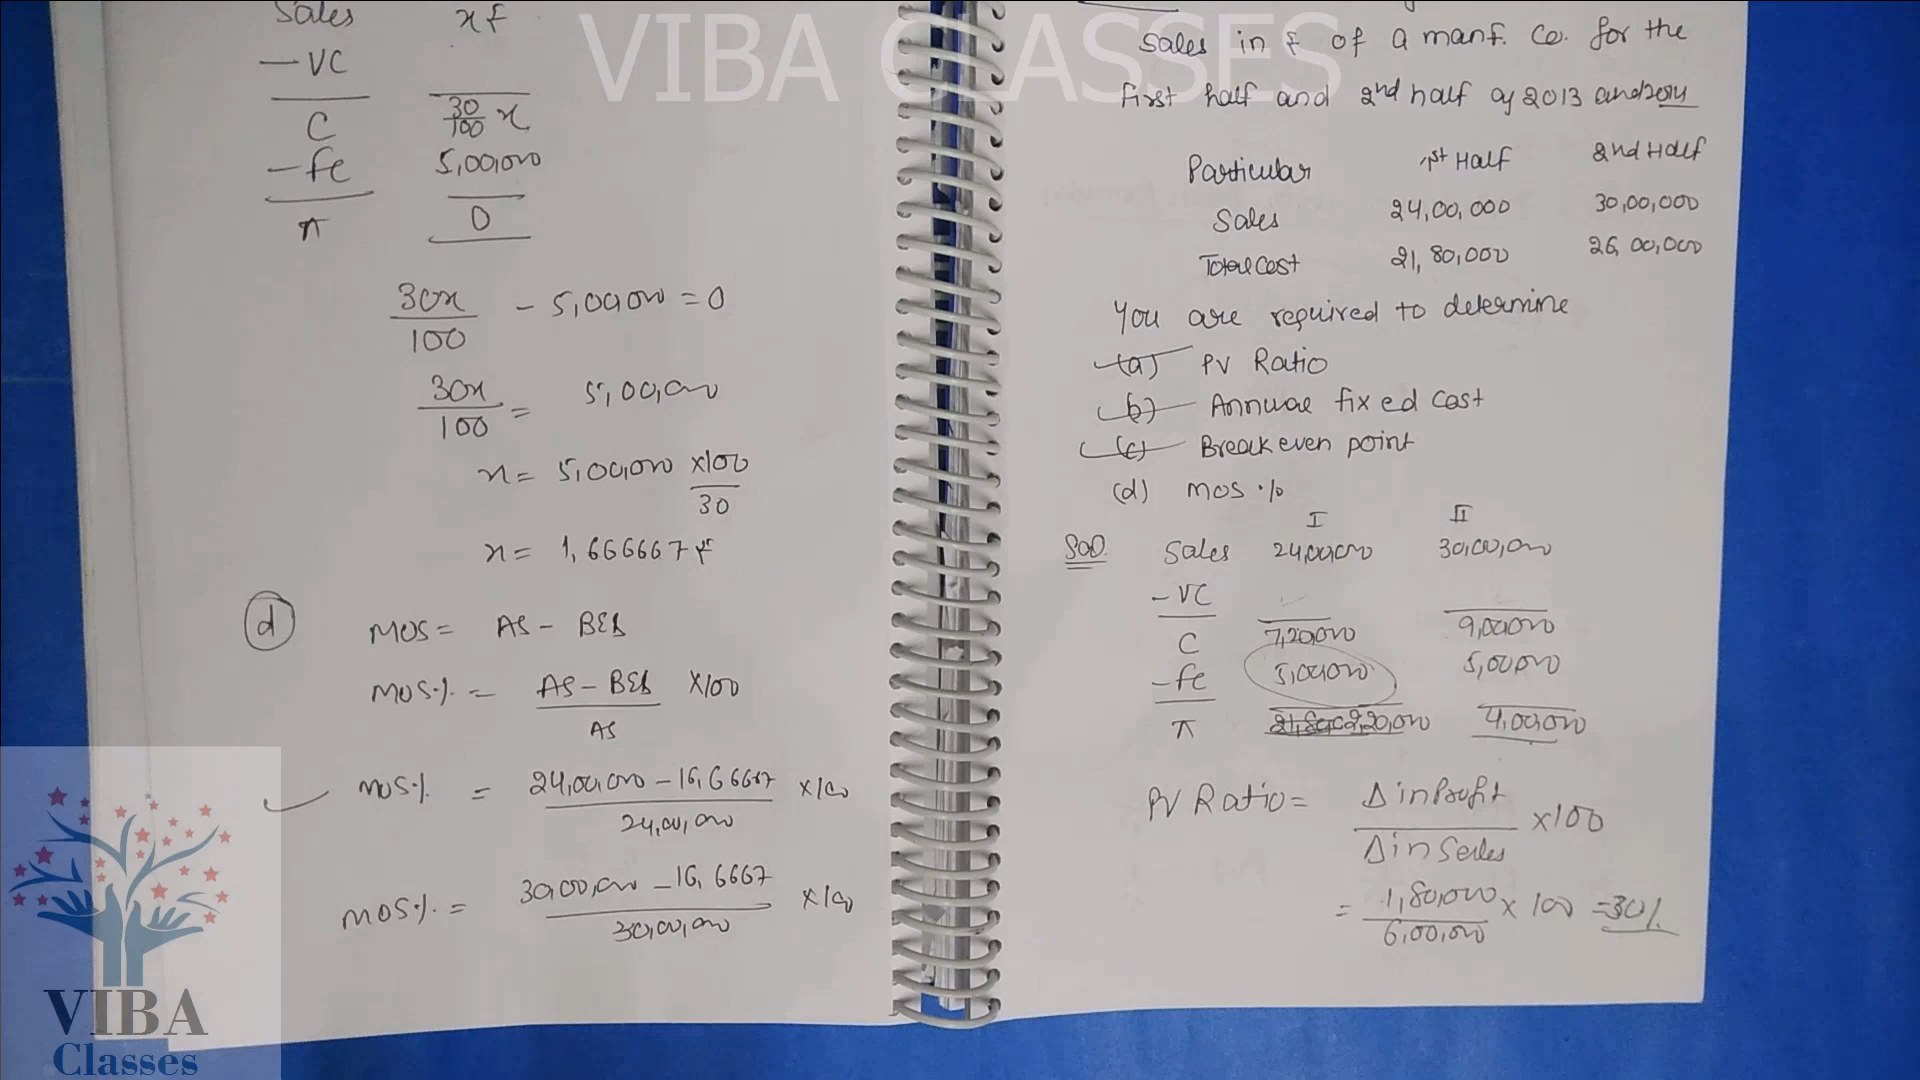 VIBA CLASSES
Sales x ₹
- VC
C 30/100 x
- fc 5,00,000
π 0
30x/100 - 5,00,000 = 0
30x/100 = 5,00,000
x = 5,00,000 x100/30
x = 1,666667 ₹
(d) MOS = AS - BES
MOS% = AS - BES/AS x100
MOS% = 24,00,000 - 16,66667/24,00,000 x100
MOS% = 30,00,000 - 16,6667/30,00,000 x100
Sales in ₹ of a manf. Co. for the
first half and 2nd half of 2013 and 2014
Particular 1st Half 2nd Half
Sales 24,00,000 30,00,000
Total Cost 21,80,000 26,00,000
You are required to determine
(a) PV Ratio
(b) Annual fixed cost
(c) Break even point
(d) MOS %
I II
Sol. Sales 24,00,000 30,00,000
- VC
C 7,20,000 9,00,000
- fc 5,00,000 5,00,000
π 2,20,000 4,00,000
PV Ratio = Δ in Profit/Δ in Sales x100
= 1,80,000/6,00,000 x 100 = 30%
VIBA
Classes